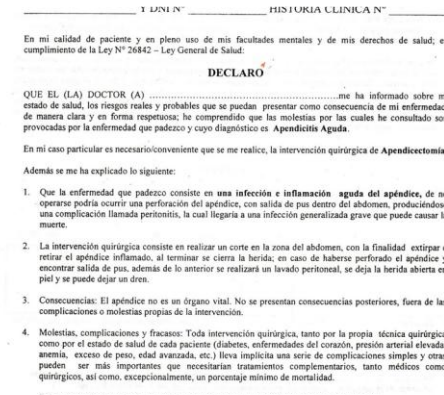 Y DNI N° HISTORIA CLINICA N°
En mi calidad de paciente y en pleno uso de mis facultades mentales y de mis derechos de salud; e
cumplimiento de la Ley N° 26842 – Ley General de Salud:
DECLARO
QUE EL (LA) DOCTOR (A) ........................................................me ha informado sobre m
estado de salud, los riesgos reales y probables que se puedan presentar como consecuencia de mi enfermedad
de manera clara y en forma respetuosa; he comprendido que las molestias por las cuales he consultado so
provocadas por la enfermedad que padezco y cuyo diagnóstico es Apendicitis Aguda.
En mi caso particular es necesario/conveniente que se me realice, la intervención quirúrgica de Apendicectomía
Además se me ha explicado lo siguiente:
1. Que la enfermedad que padezco consiste en una infección e inflamación aguda del apéndice, de no
operarse podría ocurrir una perforación del apéndice, con salida de pus dentro del abdomen, produciéndos
una complicación llamada peritonitis, la cual llegaría a una infección generalizada grave que puede causar l
muerte.
2. La intervención quirúrgica consiste en realizar un corte en la zona del abdomen, con la finalidad extirpar
retirar el apéndice inflamado, al terminar se cierra la herida; en caso de haberse perforado el apéndice y
encontrar salida de pus, además de lo anterior se realizará un lavado peritoneal, se deja la herida abierta en
piel y se puede dejar un dren.
3. Consecuencias: El apéndice no es un órgano vital. No se presentan consecuencias posteriores, fuera de las
complicaciones o molestias propias de la intervención.
4. Molestias, complicaciones y fracasos: Toda intervención quirúrgica, tanto por la propia técnica quirúrgica
como por el estado de salud de cada paciente (diabetes, enfermedades del corazón, presión arterial elevada
anemia, exceso de peso, edad avanzada, etc.) lleva implícita una serie de complicaciones simples y otras
pueden ser más importantes que necesitarían tratamientos complementarios, tanto médicos como
quirúrgicos, así como, excepcionalmente, un porcentaje mínimo de mortalidad.